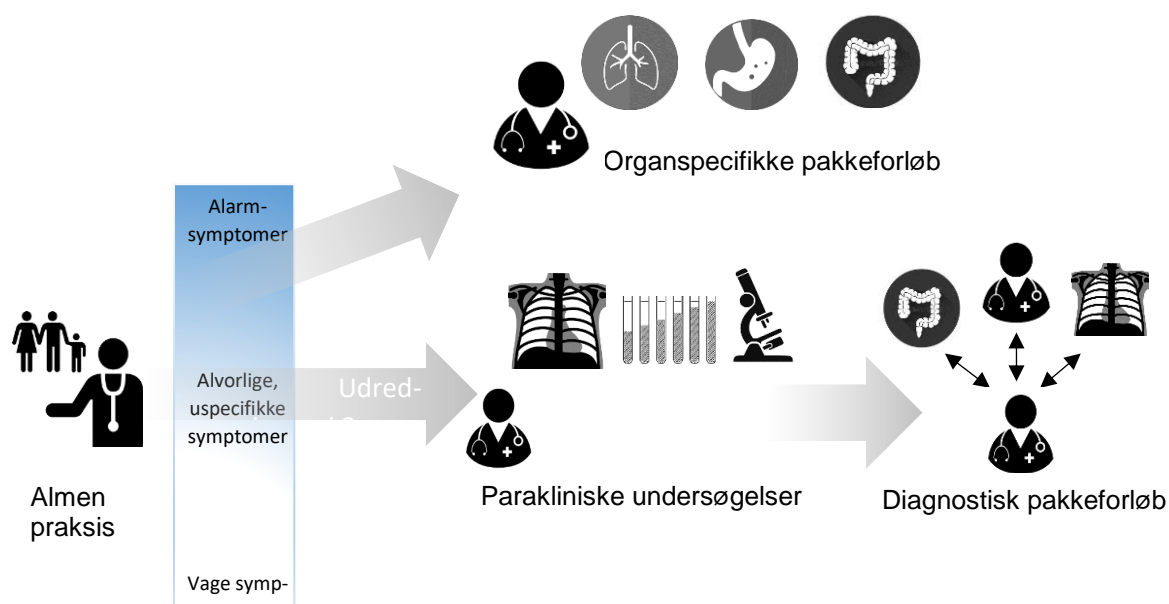 Organspecifikke pakkeforløb
Alarm-
symptomer
Alvorlige,
uspecifikke
symptomer
Udred-
Almen
praksis
Parakliniske undersøgelser
Diagnostisk pakkeforløb
Vage symp-